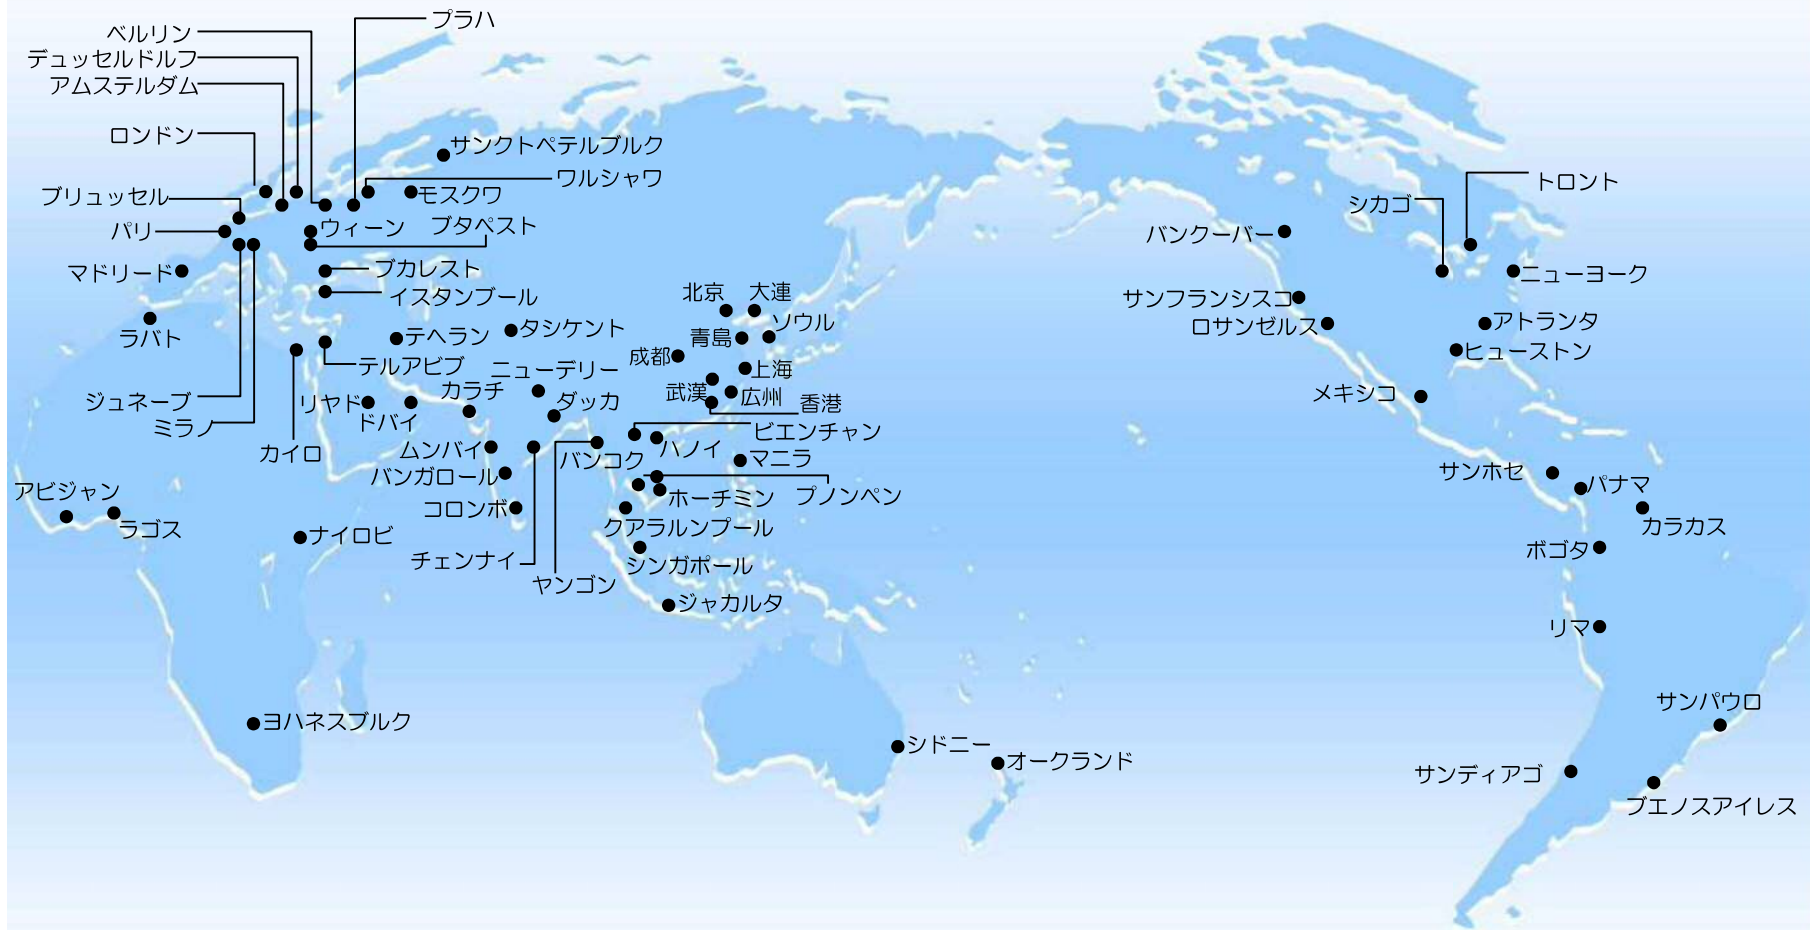 プラハ
ベルリン
デュッセルドルフ
アムステルダム
ロンドン
サンクトペテルブルク
ワルシャワ
ブリュッセル
モスクワ
パリ
ウィーン
ブタペスト
マドリード
ブカレスト
イスタンブール
ラバト
テヘラン
タシケント
テルアビブ
ニューデリー
カラチ
ジュネーブ
リヤド
ドバイ
ダッカ
ミラノ
カイロ
ムンバイ
バンガロール
コロンボ
チェンナイ
ヤンゴン
アビジャン
ラゴス
ナイロビ
ヨハネスブルク
北京
大連
ソウル
青島
成都
上海
武漢
広州
香港
ビエンチャン
ハノイ
バンコク
マニラ
プノンペン
ホーチミン
クアラルンプール
シンガポール
ジャカルタ
シドニー
オークランド
トロント
シカゴ
バンクーバー
ニューヨーク
サンフランシスコ
ロサンゼルス
アトランタ
ヒューストン
メキシコ
サンホセ
パナマ
カラカス
ボゴタ
リマ
サンパウロ
サンディアゴ
ブエノスアイレス